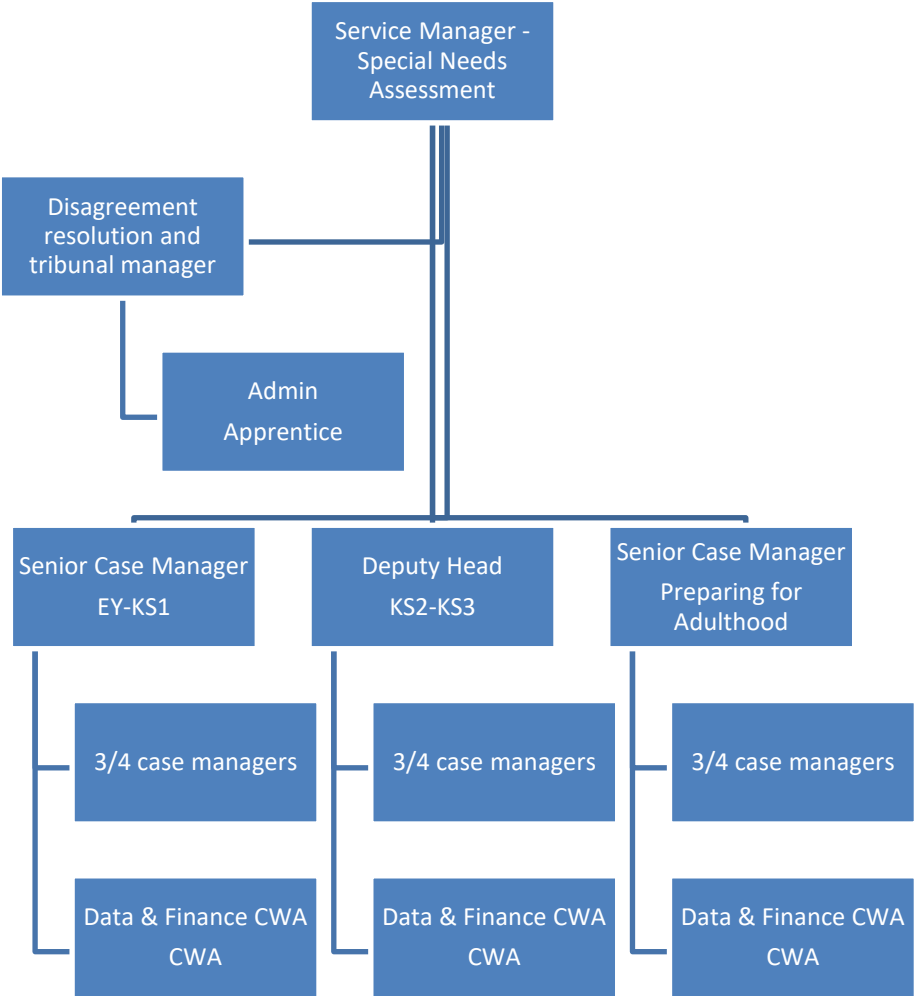 Service Manager -
Special Needs
Assessment
Disagreement
resolution and
tribunal manager
Admin
Apprentice
Senior Case Manager
EY-KS1
Deputy Head
KS2-KS3
Senior Case Manager
Preparing for
Adulthood
3/4 case managers
3/4 case managers
3/4 case managers
Data & Finance CWA
CWA
Data & Finance CWA
CWA
Data & Finance CWA
CWA